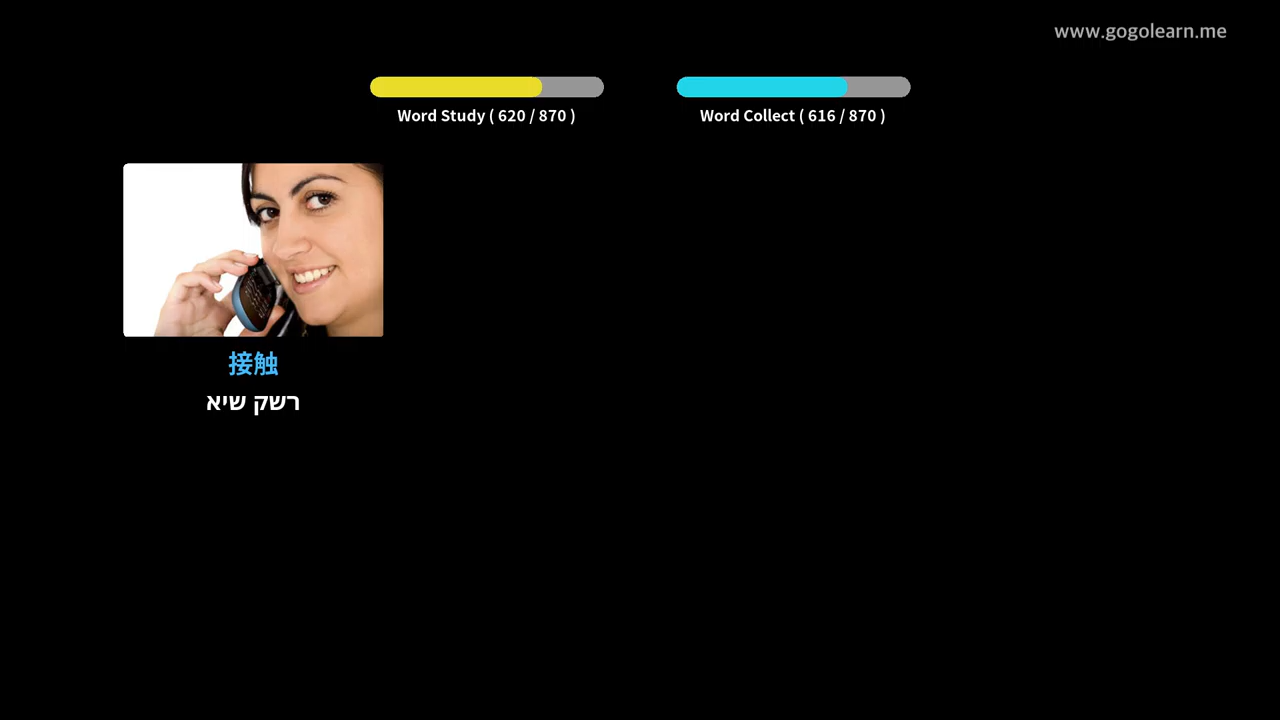 www.gogolearn.me
Word Study ( 620 / 870 )
Word Collect ( 616 / 870 )
接触
רשק שיא